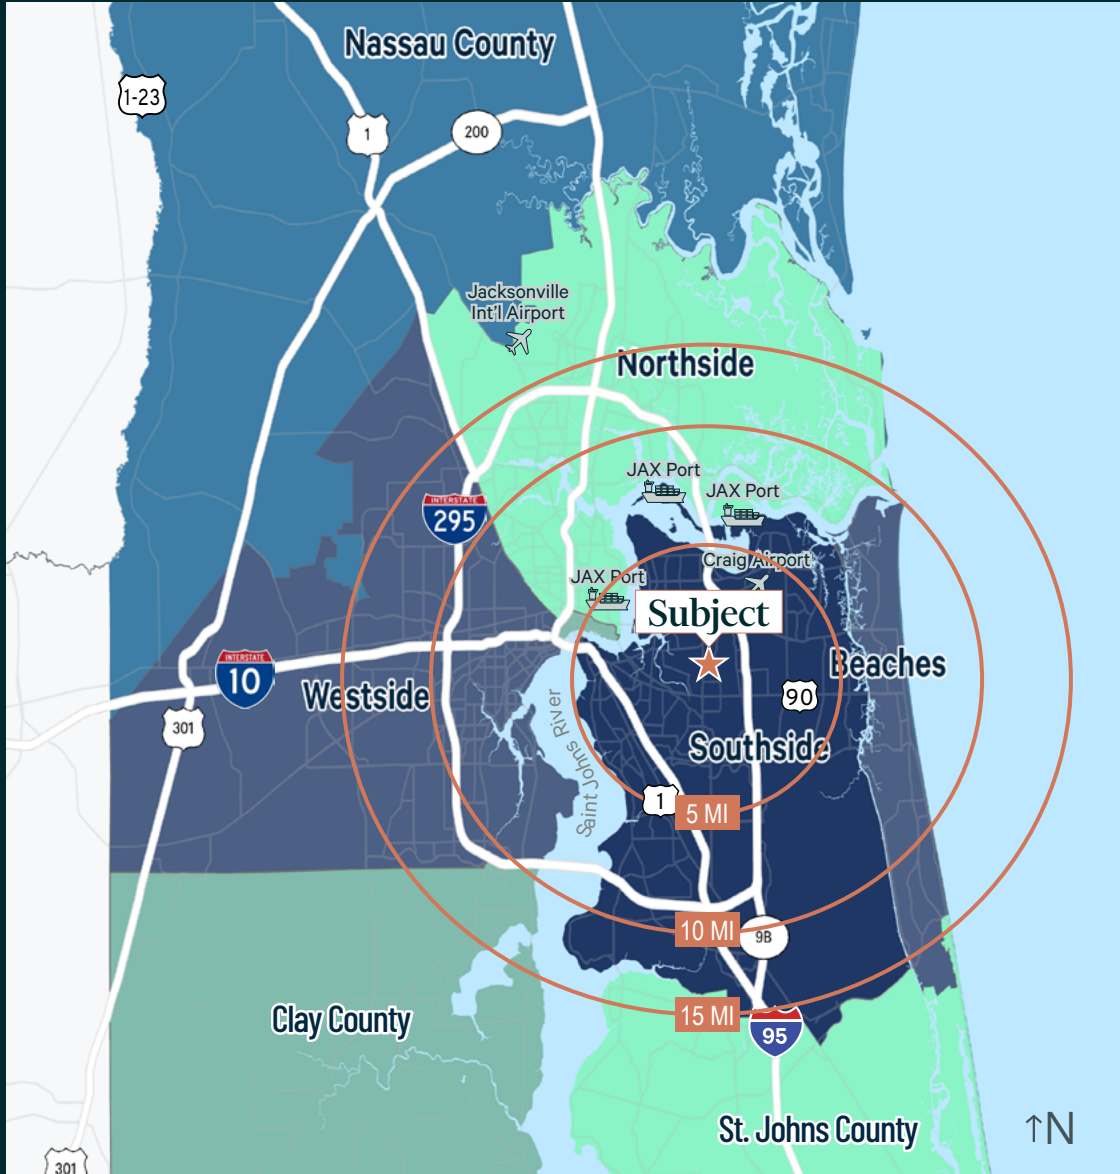 Nassau County
1-23
1
200
Jacksonville
Int'l Airport
Northside
JAX Port
JAX Port
INTERSTATE
295
Craig Airport
JAX Port
Subject
INTERSTATE
10
Westside
Beaches
90
301
Saint Johns River
Southside
1
5 MI
10 MI
9B
15 MI
95
Clay County
St. Johns County
↑N
301